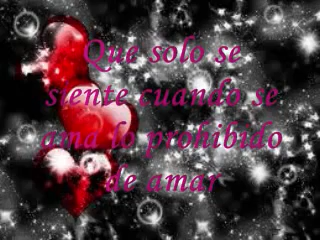 Que solo se
siente cuando se
ama lo prohibido
de amar